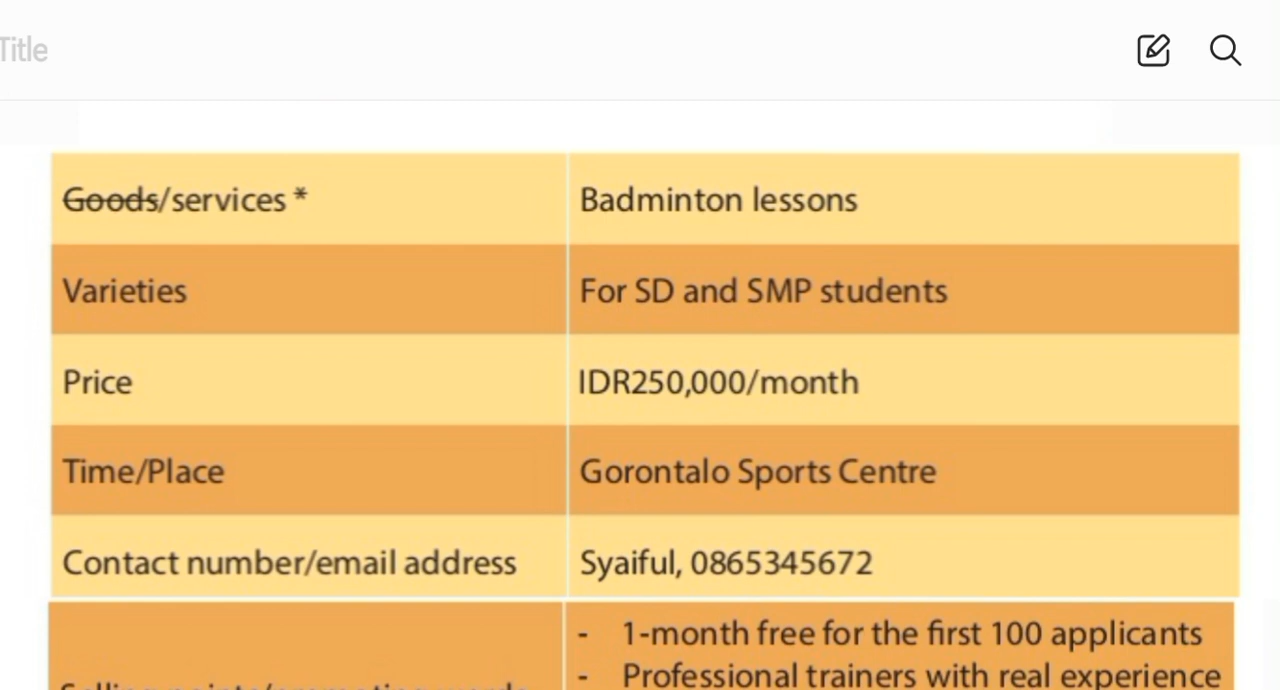 Title
Goods/services *
Badminton lessons
Varieties
For SD and SMP students
Price
IDR250,000/month
Time/Place
Gorontalo Sports Centre
Contact number/email address
Syaiful, 0865345672
- 1-month free for the first 100 applicants
- Professional trainers with real experience